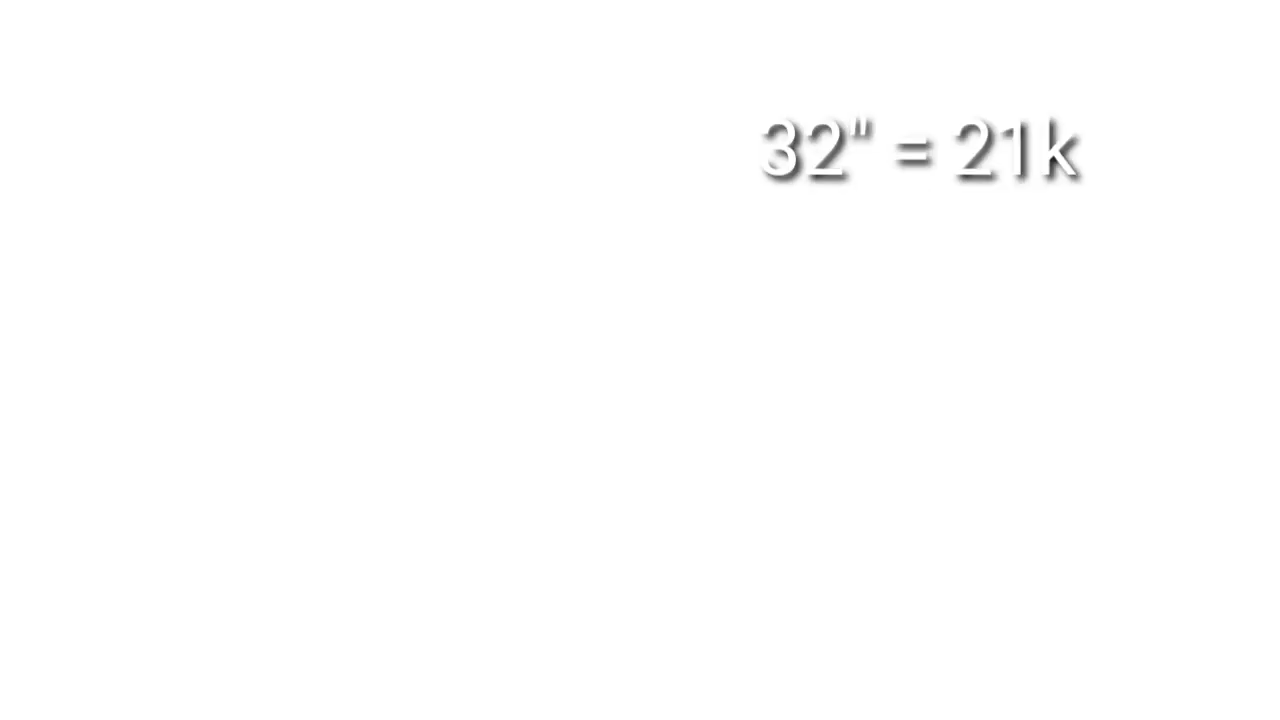 32" = 21k